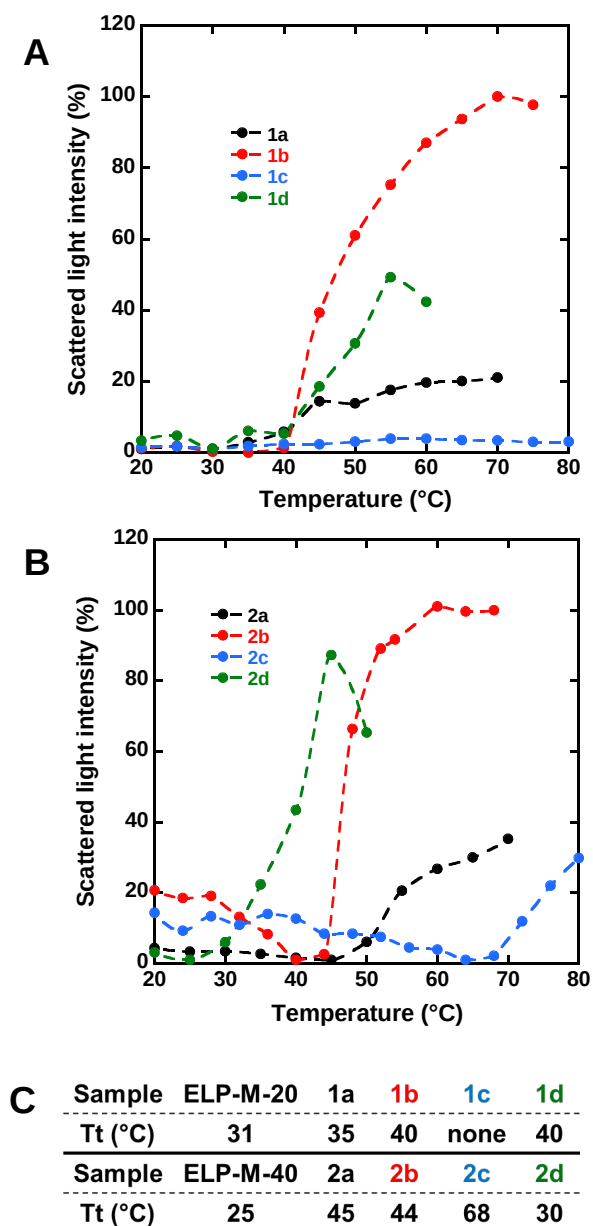 A
Scattered light intensity (%)
120
100
80
60
40
20
0
1a
1b
1c
1d
20 30 40 50 60 70 80
Temperature (°C)
B
Scattered light intensity (%)
120
100
80
60
40
20
0
2a
2b
2c
2d
20 30 40 50 60 70 80
Temperature (°C)
C
Sample ELP-M-20 1a 1b 1c 1d
Tt (°C) 31 35 40 none 40
Sample ELP-M-40 2a 2b 2c 2d
Tt (°C) 25 45 44 68 30